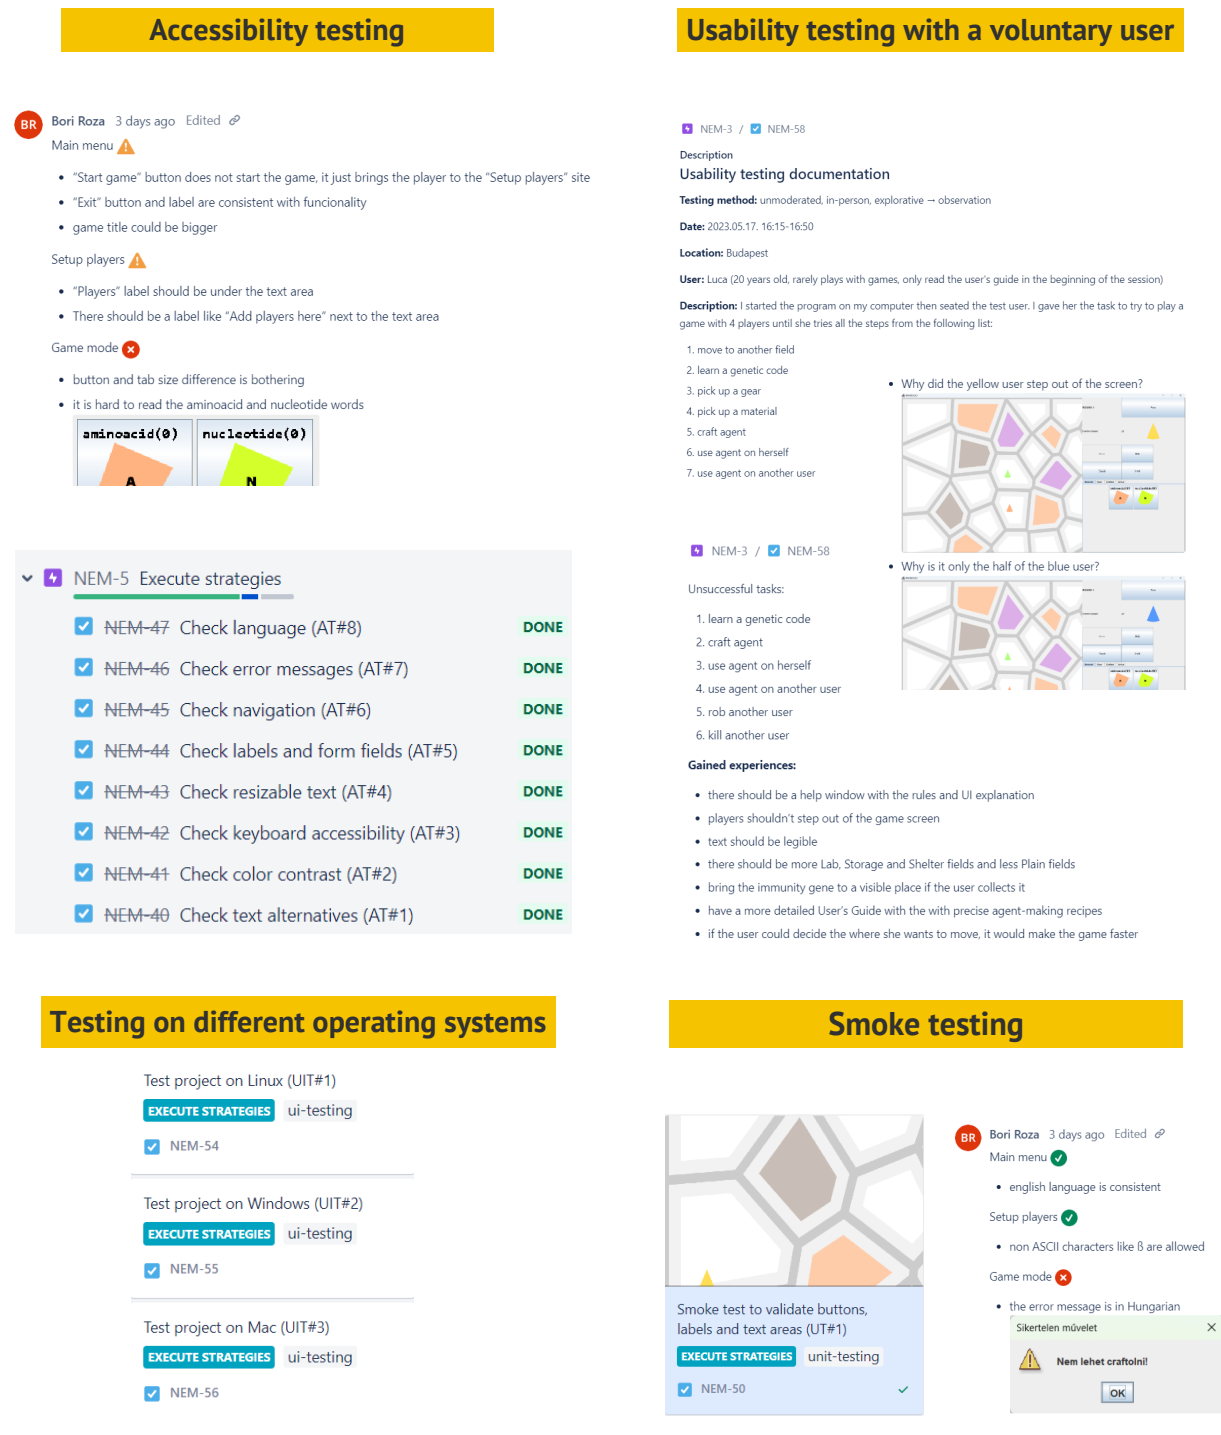 Accessibility testing
BR
Bori Roza 3 days ago Edited
Main menu
• “Start game” button does not start the game, it just brings the player to the “Setup players” site
• “Exit” button and label are consistent with funcionality
• game title could be bigger
Setup players
• “Players” label should be under the text area
• There should be a label like “Add players here” next to the text area
Game mode
• button and tab size difference is bothering
• it is hard to read the aminoacid and nucleotide words
aminoacid(0) nucleotide(0)
A N
NEM-5 Execute strategies
NEM-47 Check language (AT#8) DONE
NEM-46 Check error messages (AT#7) DONE
NEM-45 Check navigation (AT#6) DONE
NEM-44 Check labels and form fields (AT#5) DONE
NEM-43 Check resizable text (AT#4) DONE
NEM-42 Check keyboard accessibility (AT#3) DONE
NEM-41 Check color contrast (AT#2) DONE
NEM-40 Check text alternatives (AT#1) DONE
Usability testing with a voluntary user
NEM-3 / NEM-58
Description
Usability testing documentation
Testing method: unmoderated, in-person, explorative → observation
Date: 2023.05.17. 16:15-16:50
Location: Budapest
User: Luca (20 years old, rarely plays with games, only read the user's guide in the beginning of the session)
Description: I started the program on my computer then seated the test user. I gave her the task to try to play a
game with 4 players until she tries all the steps from the following list:
1. move to another field
2. learn a genetic code
3. pick up a gear
4. pick up a material
5. craft agent
6. use agent on herself
7. use agent on another user
• Why did the yellow user step out of the screen?
• Why is it only the half of the blue user?
NEM-3 / NEM-58
Unsuccessful tasks:
1. learn a genetic code
2. craft agent
3. use agent on herself
4. use agent on another user
5. rob another user
6. kill another user
Gained experiences:
• there should be a help window with the rules and UI explanation
• players shouldn't step out of the game screen
• text should be legible
• there should be more Lab, Storage and Shelter fields and less Plain fields
• bring the immunity gene to a visible place if the user collects it
• have a more detailed User's Guide with the with precise agent-making recipes
• if the user could decide the where she wants to move, it would make the game faster
Testing on different operating systems
Test project on Linux (UIT#1)
EXECUTE STRATEGIES ui-testing
NEM-54
Test project on Windows (UIT#2)
EXECUTE STRATEGIES ui-testing
NEM-55
Test project on Mac (UIT#3)
EXECUTE STRATEGIES ui-testing
NEM-56
Smoke testing
Smoke test to validate buttons,
labels and text areas (UT#1)
EXECUTE STRATEGIES unit-testing
NEM-50
BR
Bori Roza 3 days ago Edited
Main menu
• english language is consistent
Setup players
• non ASCII characters like ß are allowed
Game mode
• the error message is in Hungarian
Sikertelen művelet
Nem lehet craftolni!
OK